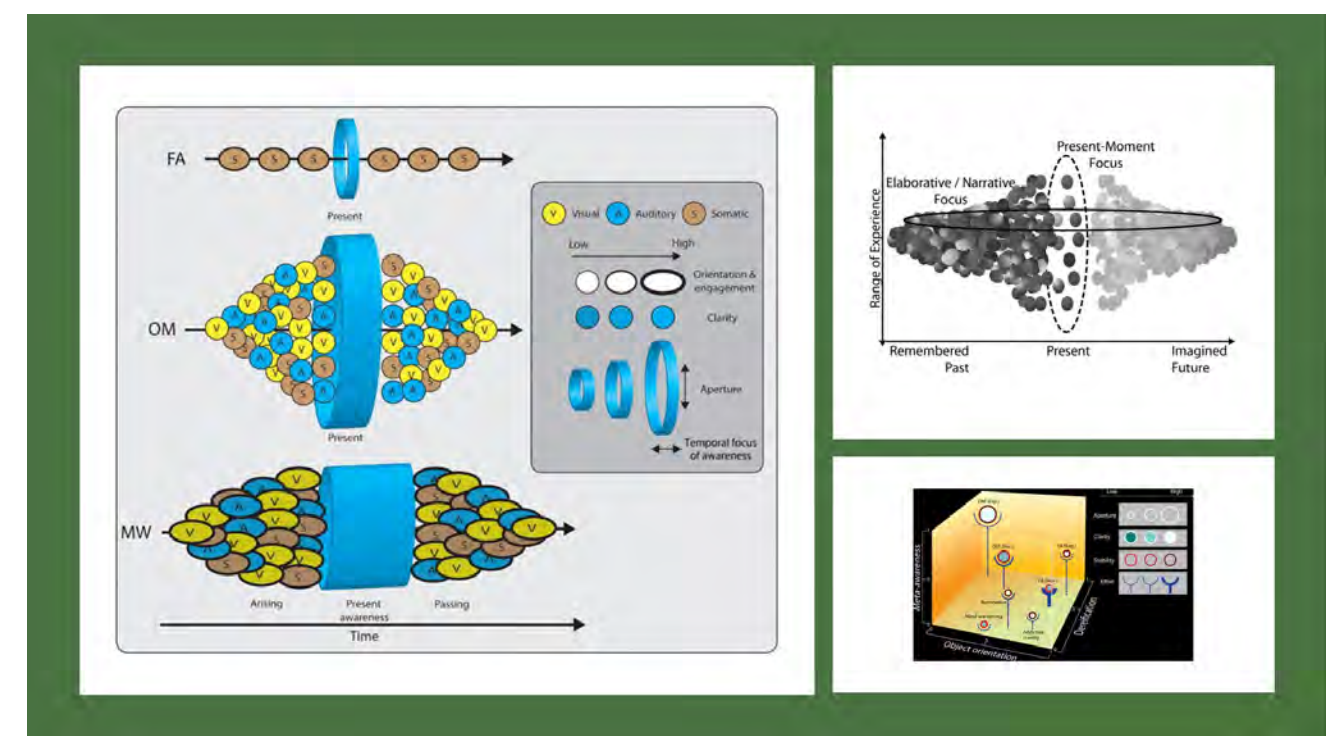 FA
Present
OM
Present
MW
Arising
Present
awareness
Passing
Time
Visual
Auditory
Somatic
Low
High
Orientation &
engagement
Clarity
Aperture
Temporal focus
of awareness
Present-Moment
Focus
Elaborative / Narrative
Focus
Range of Experience
Remembered
Past
Present
Imagined
Future
Low
High
Aperture
Clarity
Stability
Effort
Meta-awareness
Object orientation
Dereification